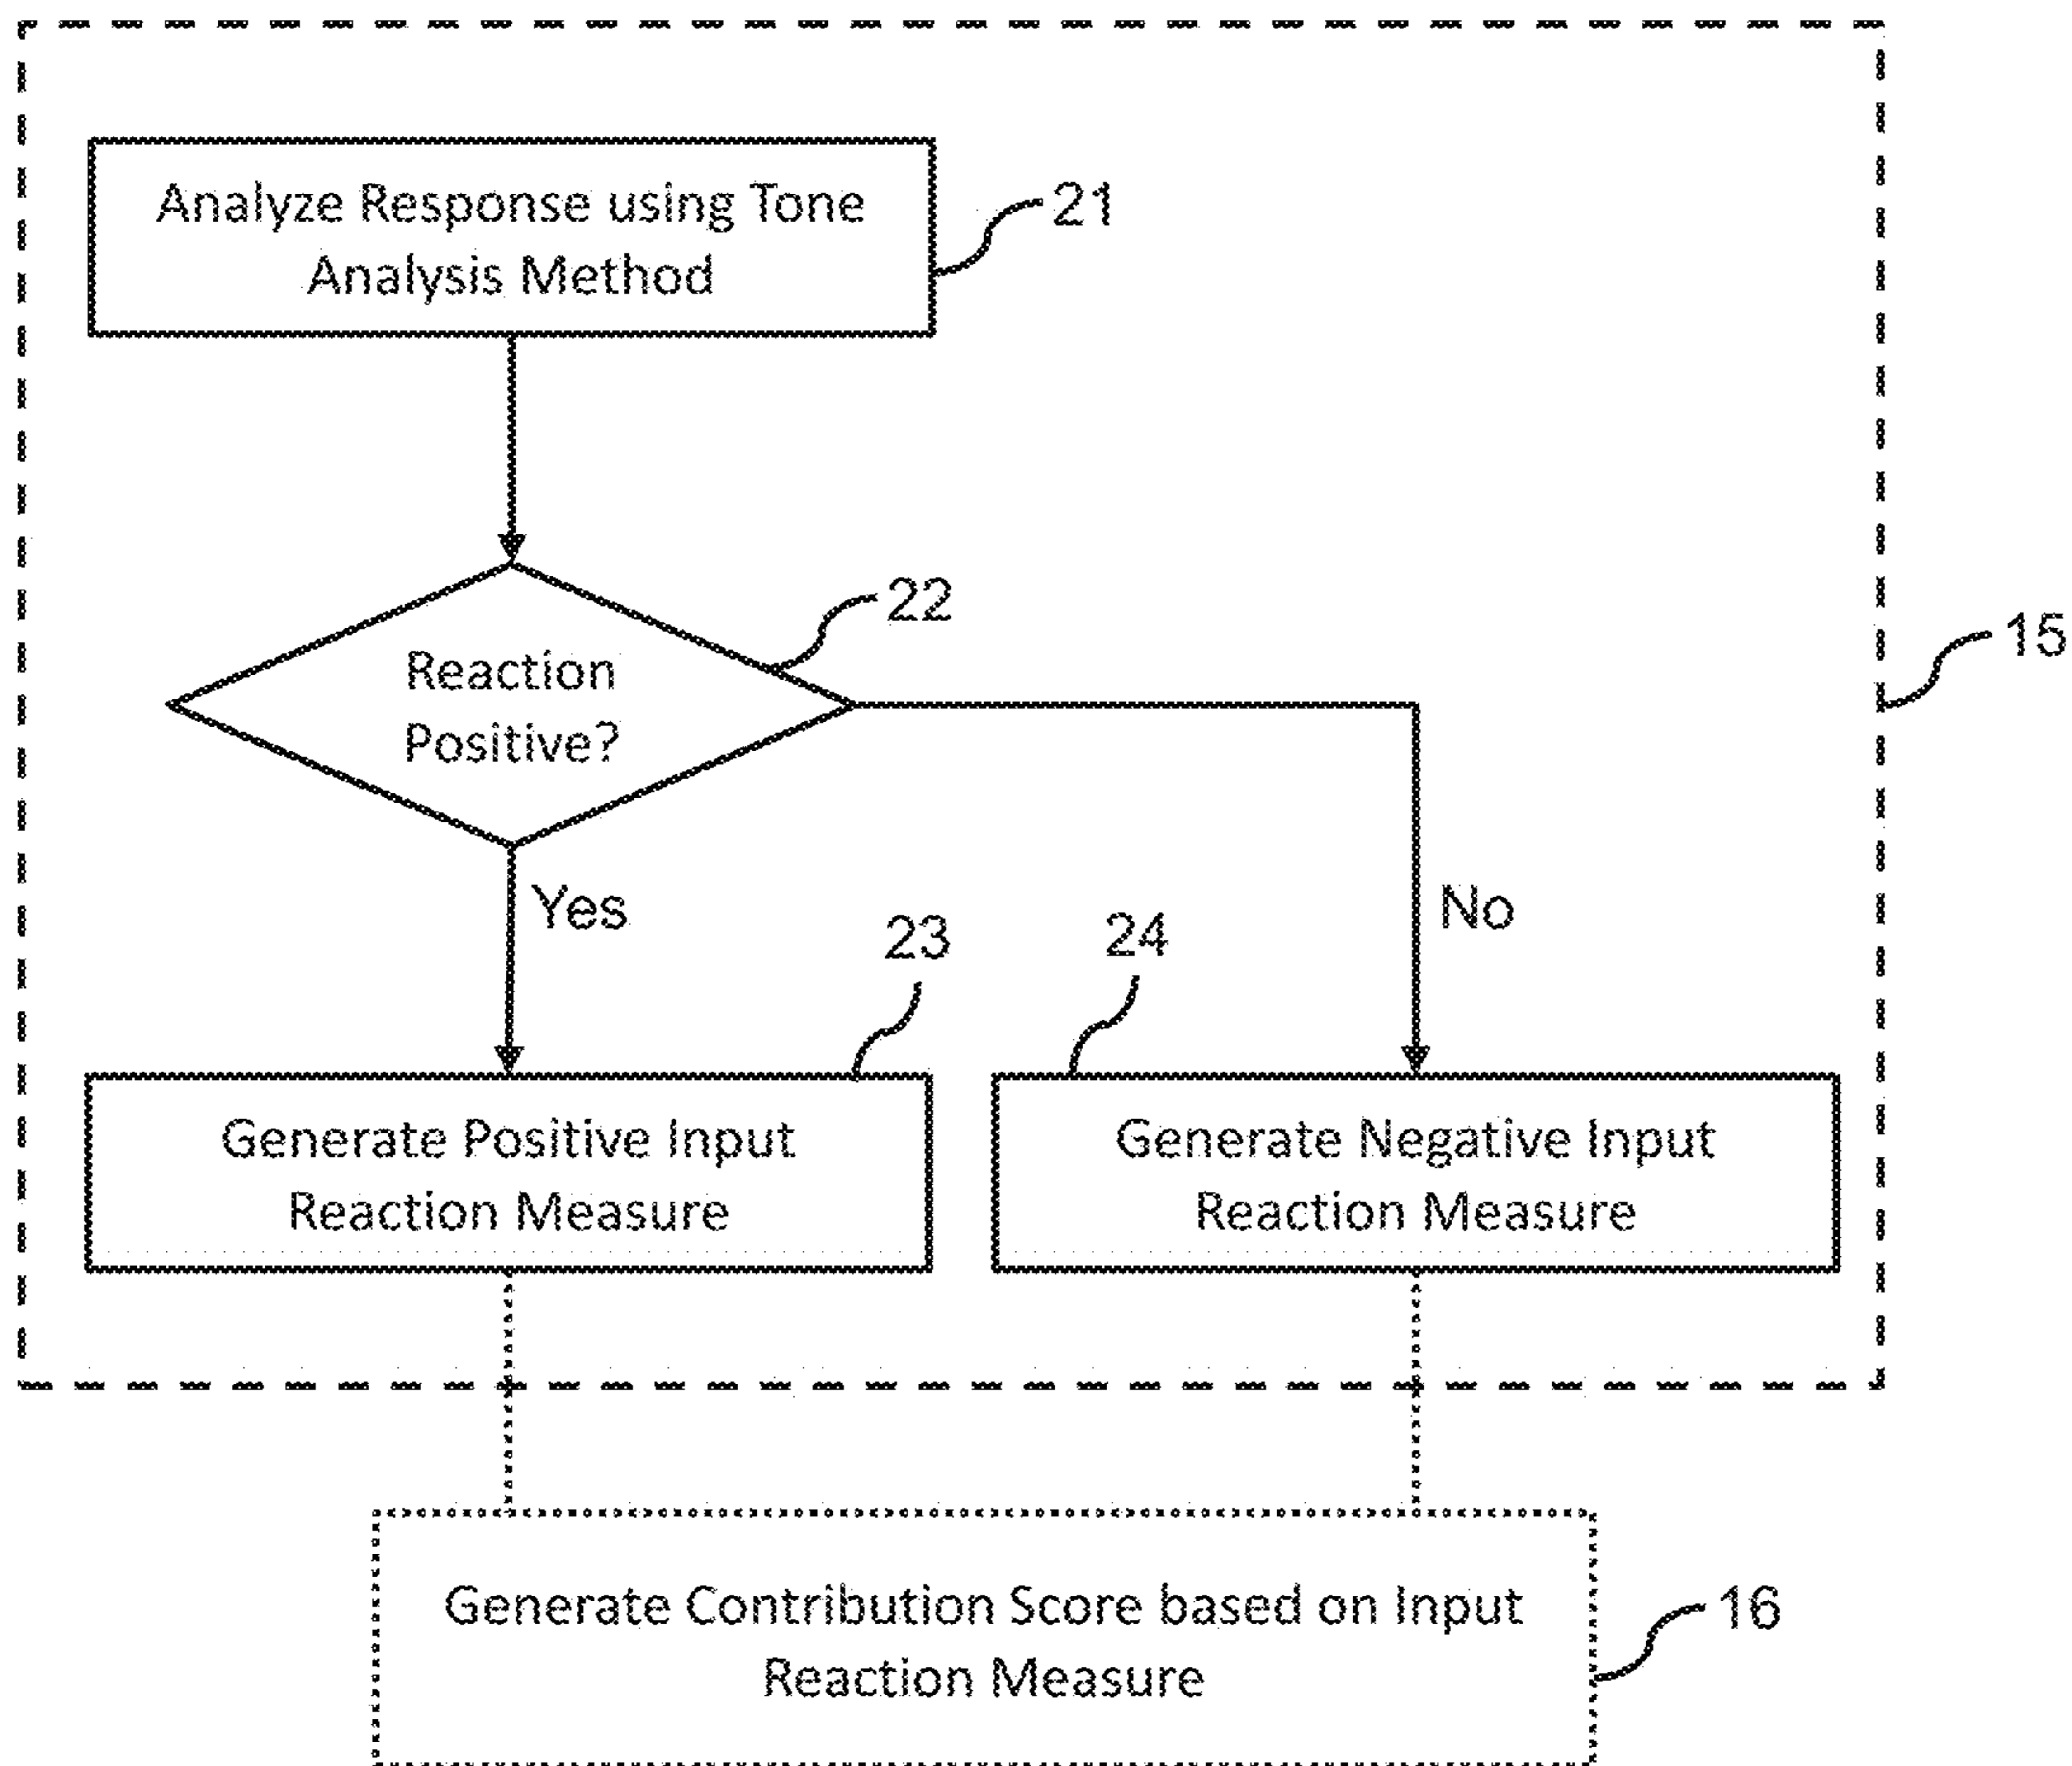 Analyze Response using Tone
Analysis Method
21
22
Reaction
Positive?
15
Yes
23
24
No
Generate Positive Input
Reaction Measure
Generate Negative Input
Reaction Measure
Generate Contribution Score based on Input
Reaction Measure
16